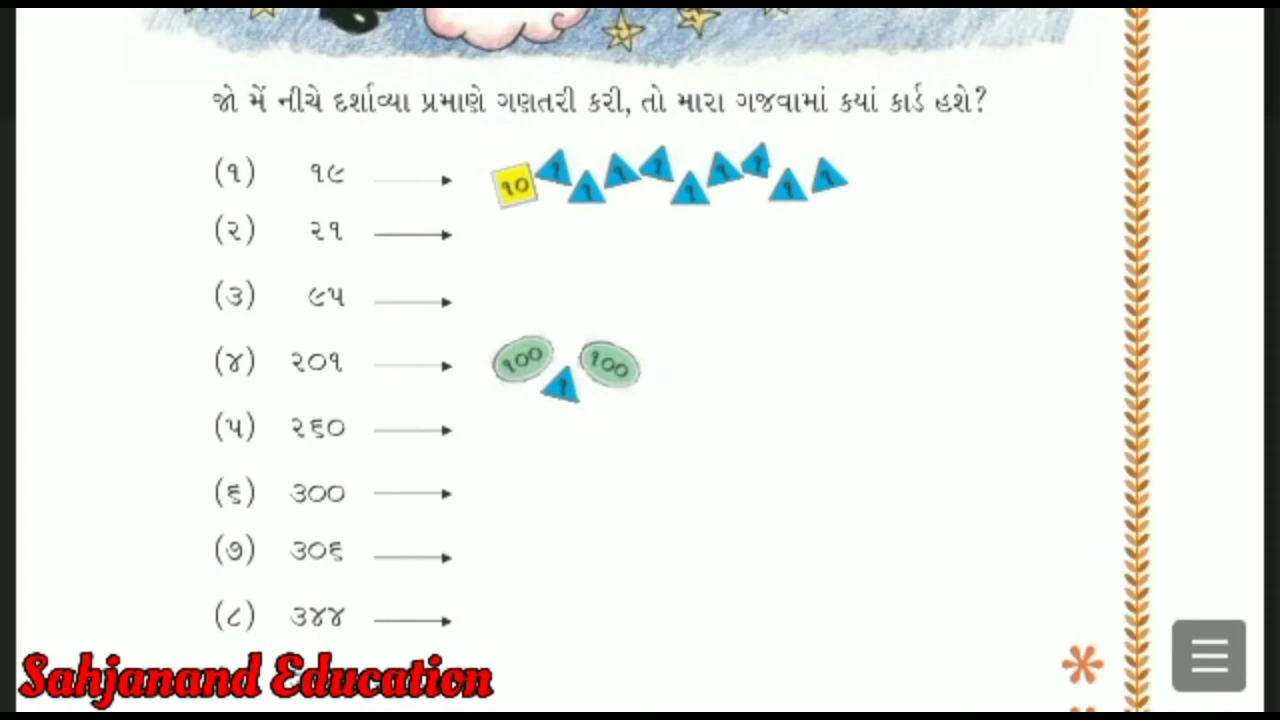 જો મેં નીચે દર્શાવ્યા પ્રમાણે ગણતરી કરી, તો મારા ગજવામાં કયાં કાર્ડ હશે?
(૧) ૧૯ ૧૦ ૧ ૧ ૧ ૧ ૧ ૧ ૧ ૧ ૧
(૨) ૨૧
(૩) ૯૫
(૪) ૨૦૧ ૧૦૦ ૧ ૧૦૦
(૫) ૨૬૦
(૬) ૩૦૦
(૭) ૩૦૬
(૮) ૩૪૪
Sahjanand Education